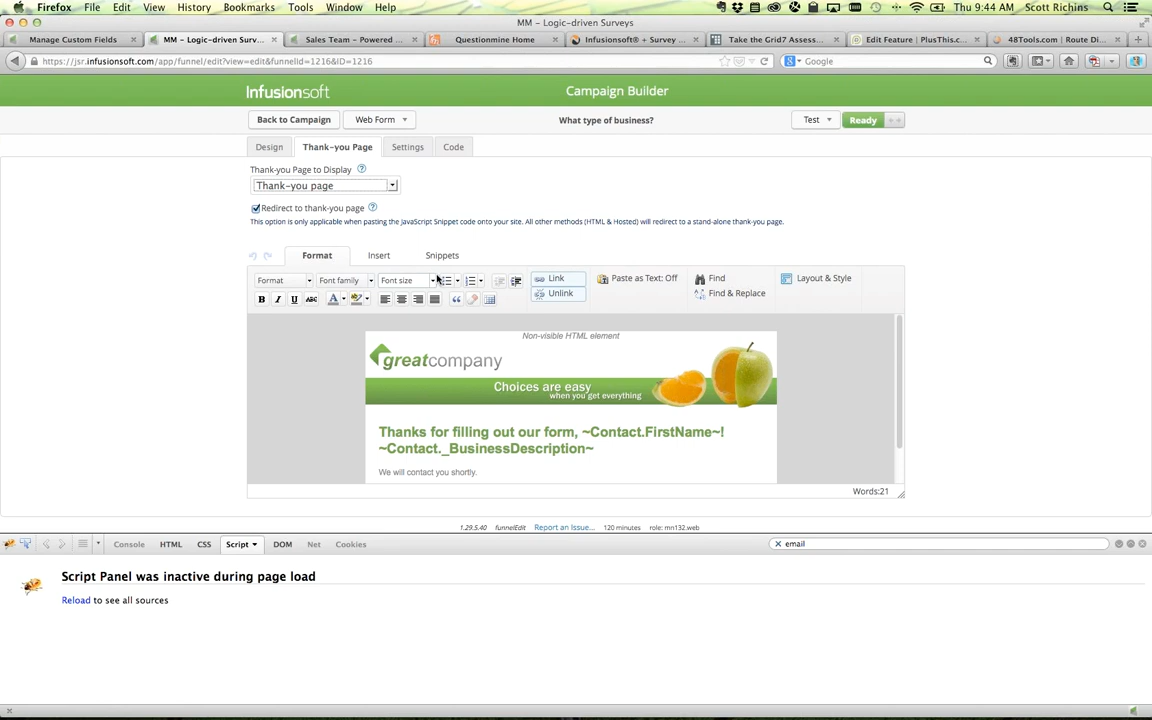 Firefox File Edit View History Bookmarks Tools Window Help Thu 9:44 AM Scott Richins
MM – Logic-driven Surveys
Manage Custom Fields MM – Logic-driven Surv... Sales Team – Powered ... Questionmine Home Infusionsoft® + Survey ... Take the Grid7 Assess... Edit Feature | PlusThis.c... 48Tools.com | Route Di...
https://jsr.infusionsoft.com/app/funnel/edit?view=edit&funnelId=1216&ID=1216 Google
Infusionsoft Campaign Builder
Back to Campaign Web Form What type of business? Test Ready
Design Thank-you Page Settings Code
Thank-you Page to Display
Thank-you page
Redirect to thank-you page
This option is only applicable when pasting the JavaScript Snippet code onto your site. All other methods (HTML & Hosted) will redirect to a stand-alone thank-you page.
Format Insert Snippets
Format Font family Font size Link Paste as Text: Off Find Layout & Style
B I U ABC A Unlink Find & Replace
Non-visible HTML element
greatcompany
Choices are easy
when you get everything
Thanks for filling out our form, ~Contact.FirstName~!
~Contact._BusinessDescription~
We will contact you shortly.
Words:21
1.29.5.40 funnelEdit Report an Issue... 120 minutes role: mn132.web
Console HTML CSS Script DOM Net Cookies email
Script Panel was inactive during page load
Reload to see all sources